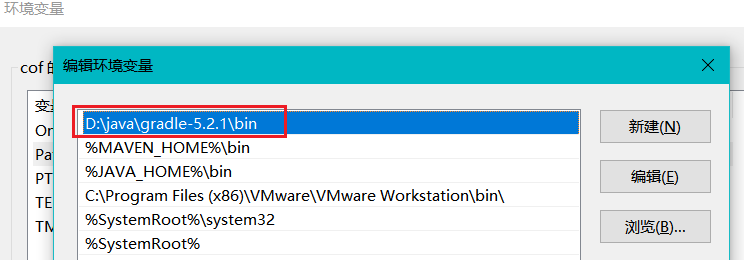 环境变量
编辑环境变量
cof 的
变量
D:\java\gradle-5.2.1\bin
新建(N)
On
%MAVEN_HOME%\bin
Pat
%JAVA_HOME%\bin
编辑(E)
PT
C:\Program Files (x86)\VMware\VMware Workstation\bin\
TE
%SystemRoot%\system32
浏览(B)...
TM
%SystemRoot%